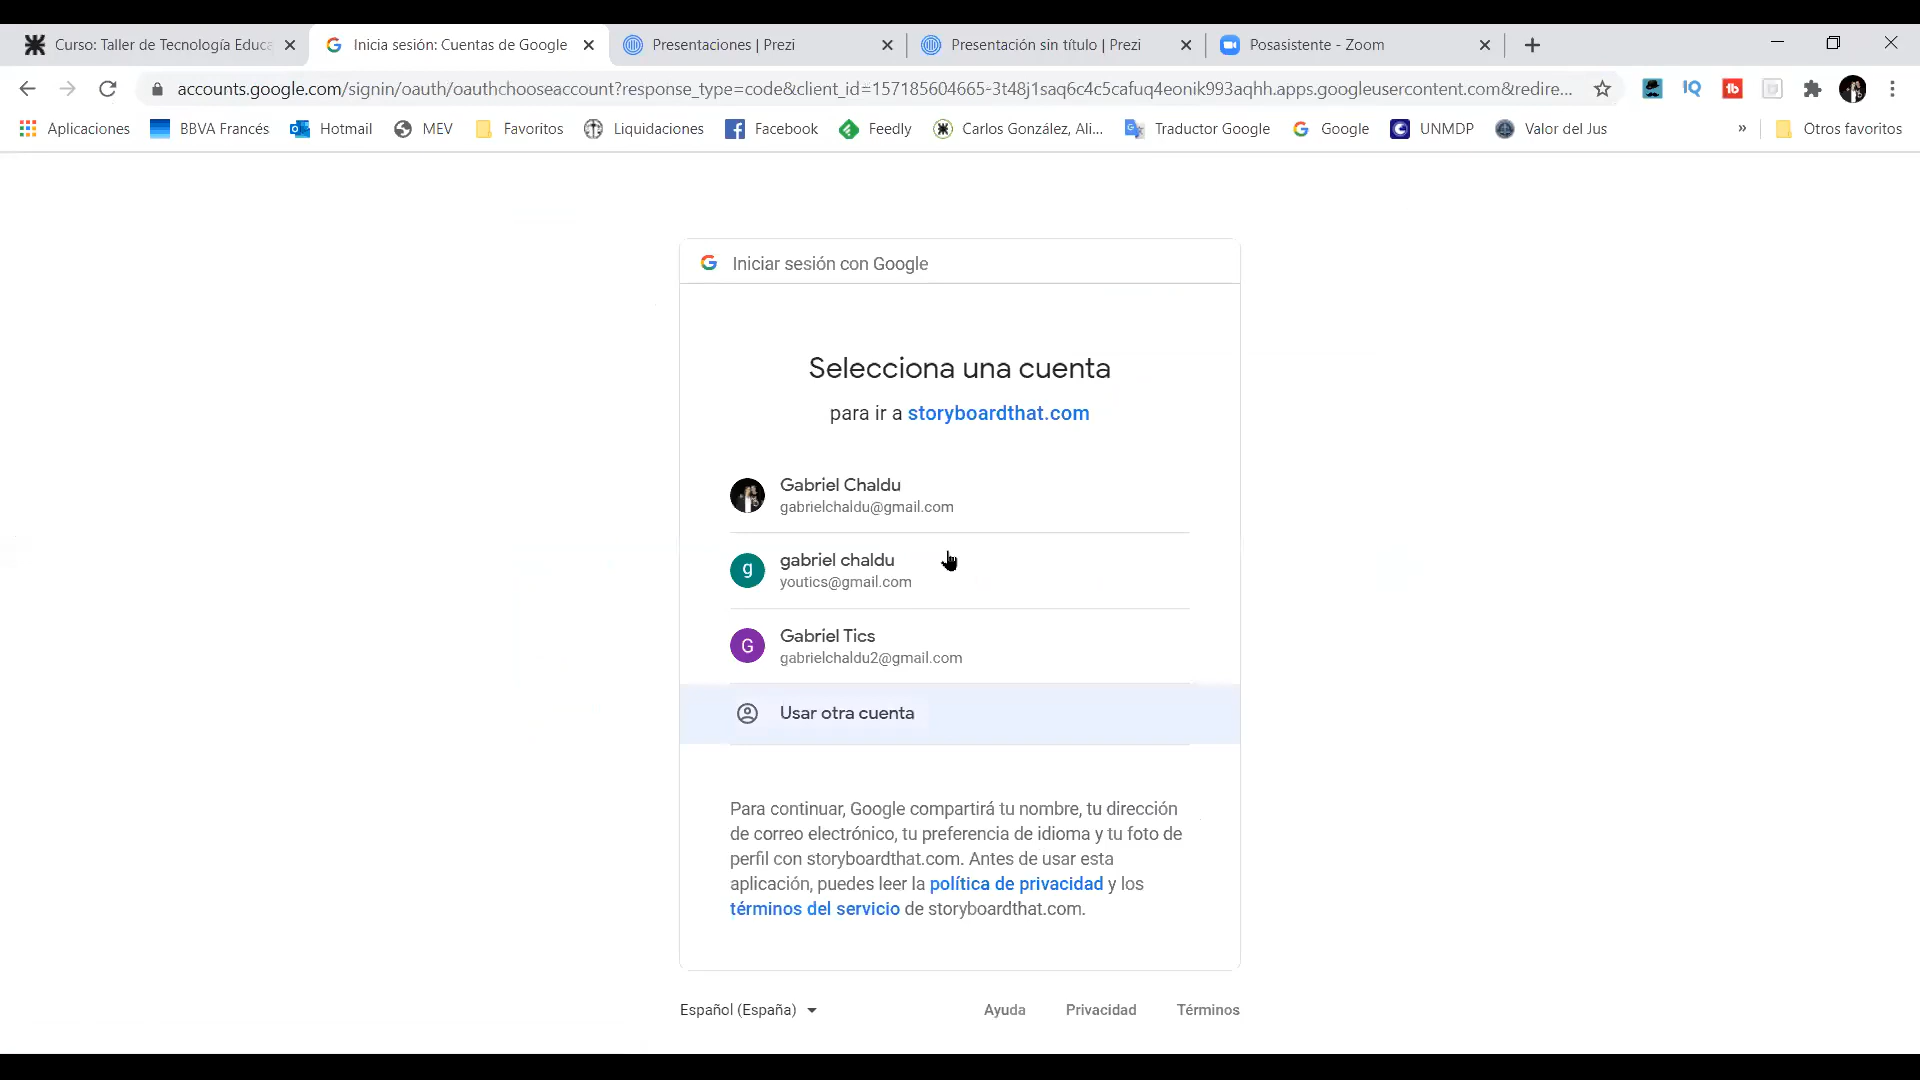 Curso: Taller de Tecnología Educa
Inicia sesión: Cuentas de Google
Presentaciones | Prezi
Presentación sin título | Prezi
Posasistente - Zoom
accounts.google.com/signin/oauth/oauthchooseaccount?response_type=code&client_id=157185604665-3t48j1saq6c4c5cafuq4eonik993aqhh.apps.googleusercontent.com&redire...
Aplicaciones
BBVA Francés
Hotmail
MEV
Favoritos
Liquidaciones
Facebook
Feedly
Carlos González, Ali...
Traductor Google
Google
UNMDP
Valor del Jus
»
Otros favoritos
Iniciar sesión con Google
Selecciona una cuenta
para ir a storyboardthat.com
Gabriel Chaldu
gabrielchaldu@gmail.com
g
gabriel chaldu
youtics@gmail.com
G
Gabriel Tics
gabrielchaldu2@gmail.com
Usar otra cuenta
Para continuar, Google compartirá tu nombre, tu dirección
de correo electrónico, tu preferencia de idioma y tu foto de
perfil con storyboardthat.com. Antes de usar esta
aplicación, puedes leer la política de privacidad y los
términos del servicio de storyboardthat.com.
Español (España)
Ayuda
Privacidad
Términos